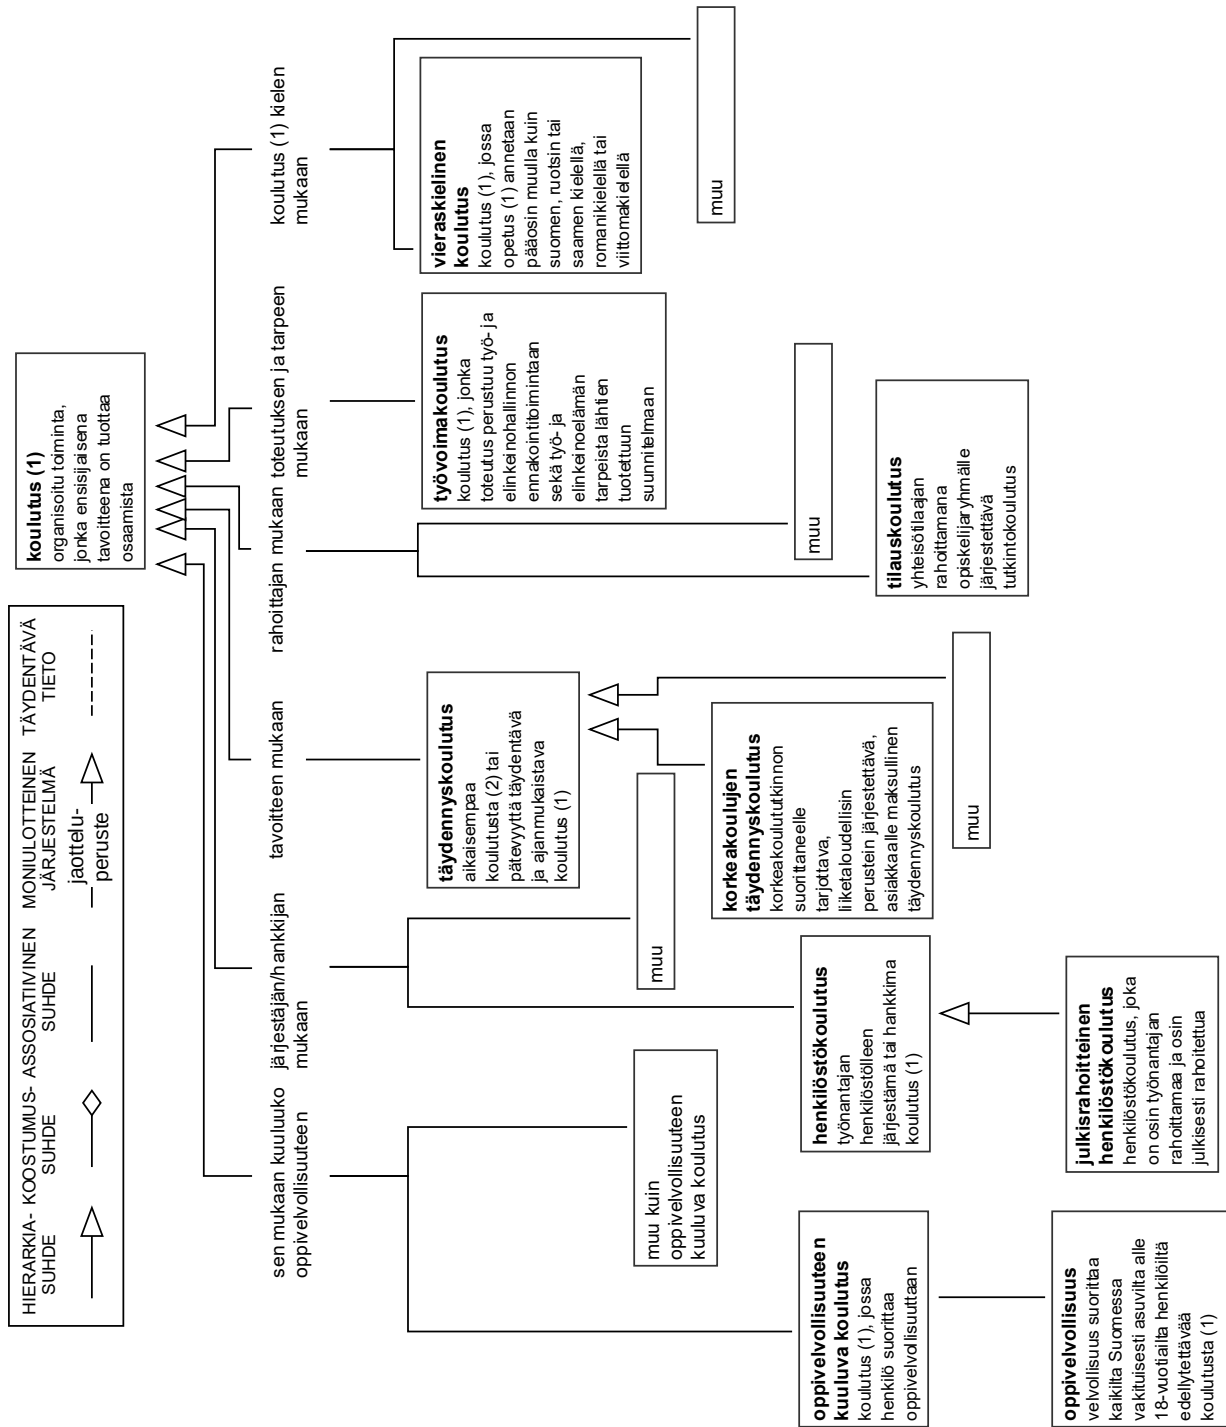 HIERARKIA- KOOSTUMUS- ASSOSIATIIVINEN MONIULOTTEINEN TÄYDENTÄVÄ
SUHDE SUHDE SUHDE JÄRJESTELMÄ TIETO
jaottelu-
peruste
koulutus (1)
organisoitu toiminta,
jonka ensisijaisena
tavoitteena on tuottaa
osaamista
sen mukaan kuuluuko
oppivelvollisuuteen
järjestäjän/hankkijan
mukaan
tavoitteen mukaan
rahoittajan mukaan
toteutuksen ja tarpeen
mukaan
koulutus (1) kielen
mukaan
oppivelvollisuuteen
kuuluva koulutus
koulutus (1), jossa
henkilö suorittaa
oppivelvollisuuttaan
muu kuin
oppivelvollisuuteen
kuuluva koulutus
oppivelvollisuus
velvollisuus suorittaa
kaikilta Suomessa
vakituisesti asuvilta alle
18-vuotiailta henkilöiltä
edellytettävää
koulutusta (1)
henkilöstökoulutus
työnantajan
henkilöstölleen
järjestämä tai hankkima
koulutus (1)
muu
julkisrahoitteinen
henkilöstökoulutus
henkilöstökoulutus, joka
on osin työnantajan
rahoittamaa ja osin
julkisesti rahoitettua
täydennyskoulutus
aikaisempaa
koulutusta (2) tai
pätevyyttä täydentävä
ja ajanmukaistava
koulutus (1)
korkeakoulujen
täydennyskoulutus
korkeakoulututkinnon
suorittaneelle
tarjottava,
liiketaloudellisin
perustein järjestettävä,
asiakkaalle maksullinen
täydennyskoulutus
muu
tilauskoulutus
yhteisötilaajan
rahoittamana
opiskelijaryhmälle
järjestettävä
tutkintokoulutus
muu
työvoimakoulutus
koulutus (1), jonka
toteutus perustuu työ- ja
elinkeinohallinnon
ennakointitoimintaan
sekä työ- ja
elinkeinoelämän
tarpeista lähtien
tuotettuun
suunnitelmaan
vieraskielinen
koulutus
koulutus (1), jossa
opetus (1) annetaan
pääosin muulla kuin
suomen, ruotsin tai
saamen kielellä,
romanikielellä tai
viittomakielellä
muu